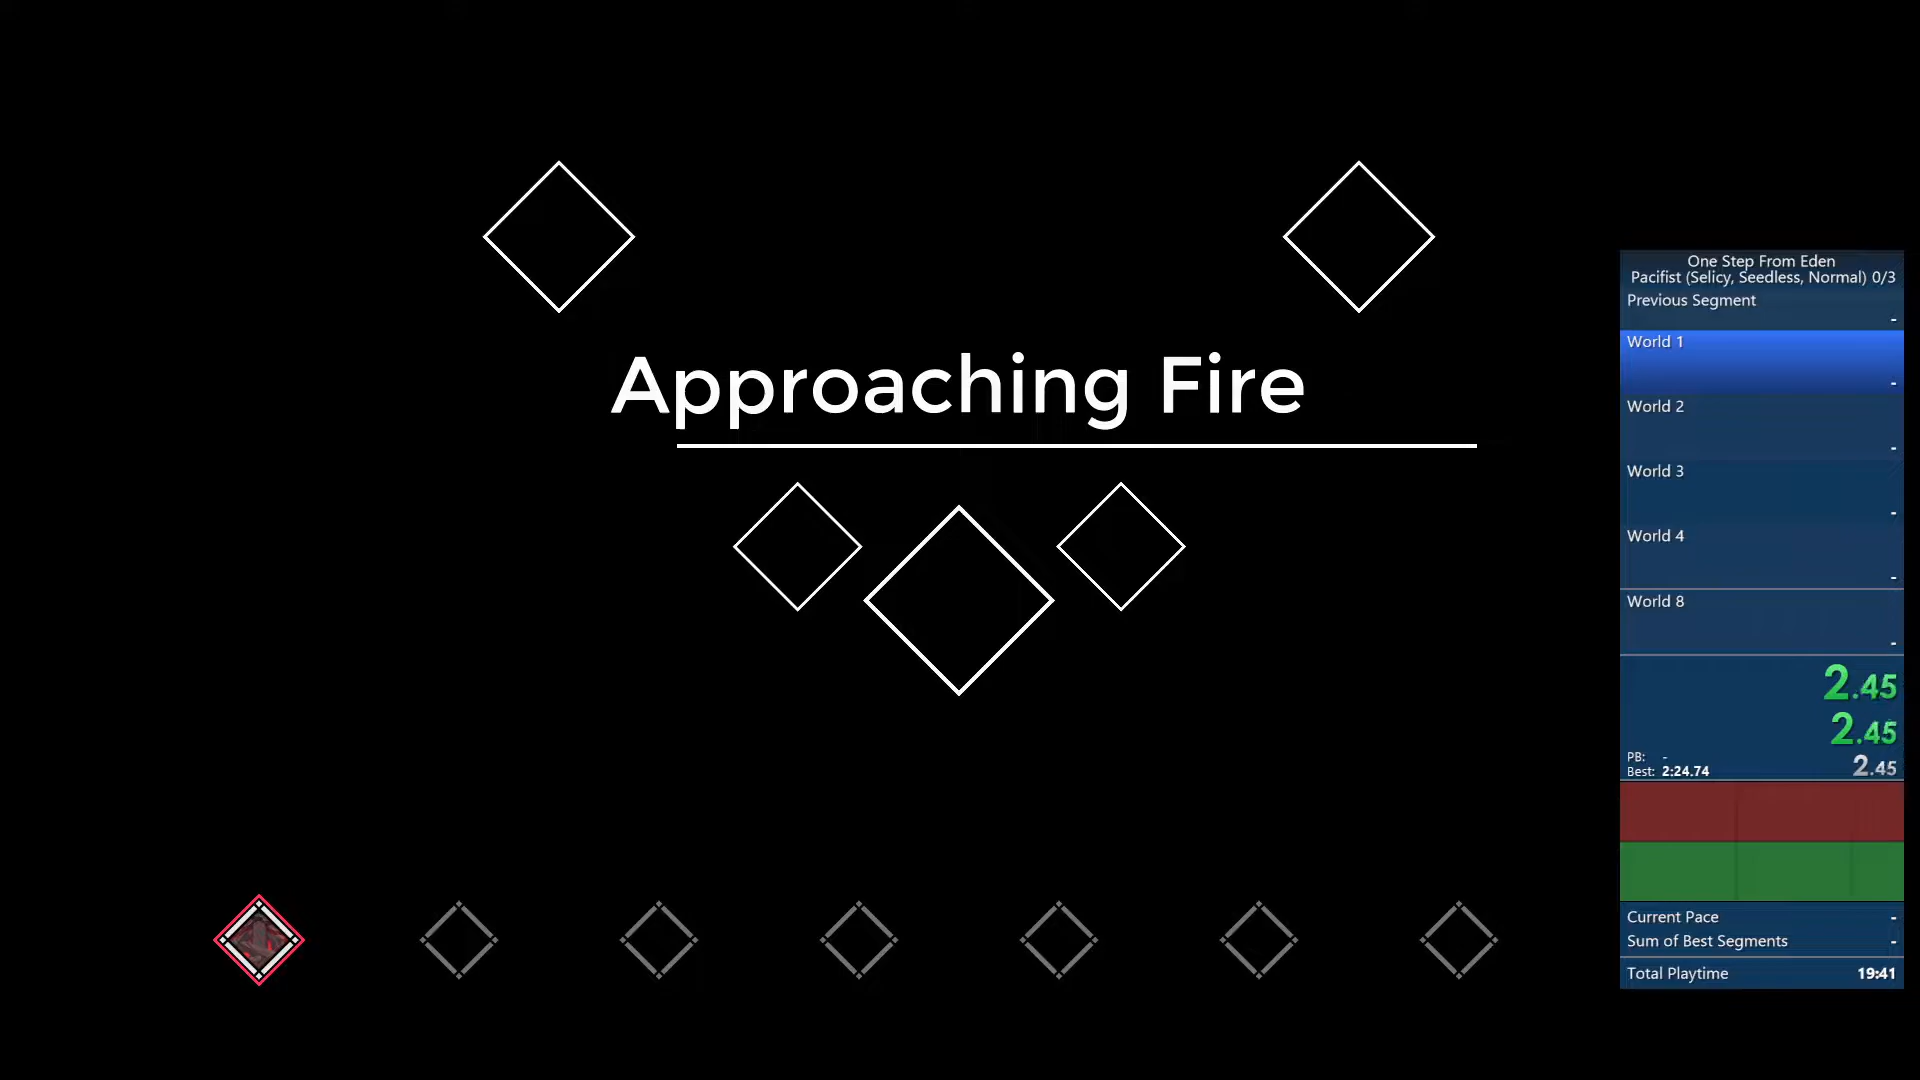 Approaching Fire
One Step From Eden
Pacifist (Selicy, Seedless, Normal) 0/3
Previous Segment
-
World 1
-
World 2
-
World 3
-
World 4
-
World 8
-
2.45
2.45
PB: -
Best: 2:24.74
2.45
Current Pace -
Sum of Best Segments -
Total Playtime 19:41